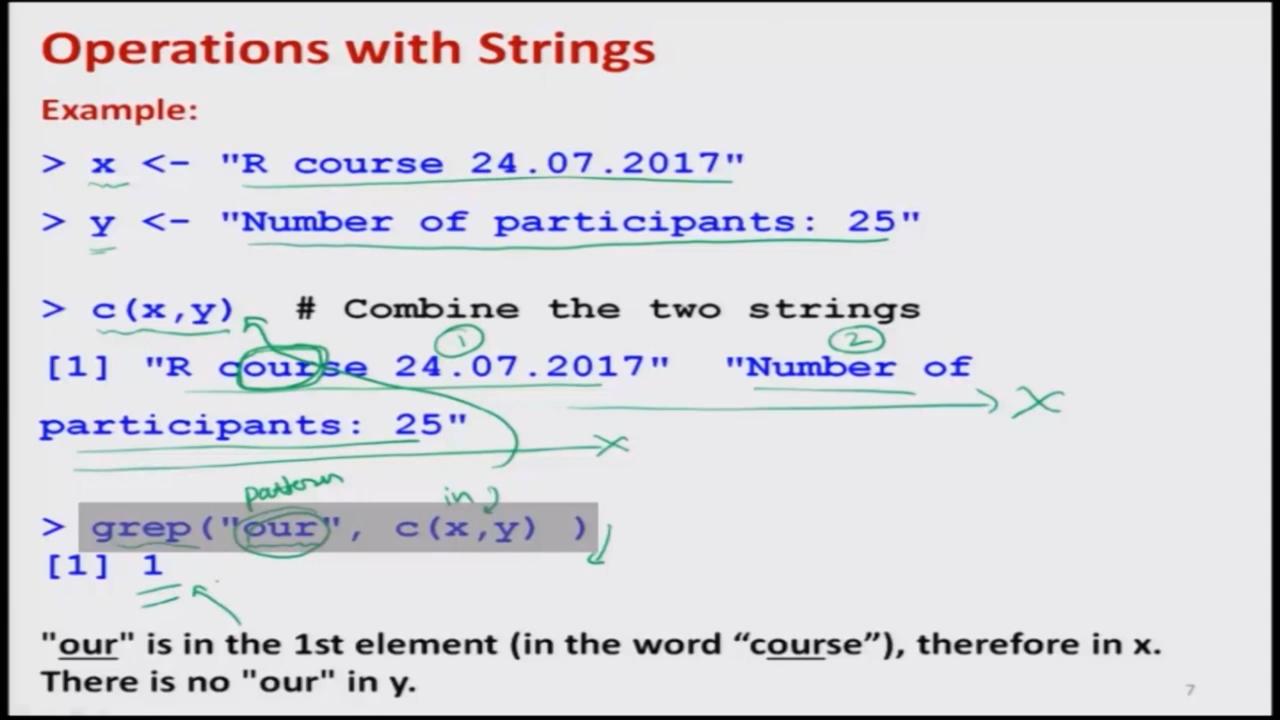 Operations with Strings
Example:
> x <- "R course 24.07.2017"
> y <- "Number of participants: 25"
> c(x,y) # Combine the two strings
1 2
[1] "R course 24.07.2017" "Number of
participants: 25"
pattern in
> grep("our", c(x,y) )
[1] 1
"our" is in the 1st element (in the word “course”), therefore in x.
There is no "our" in y.
7